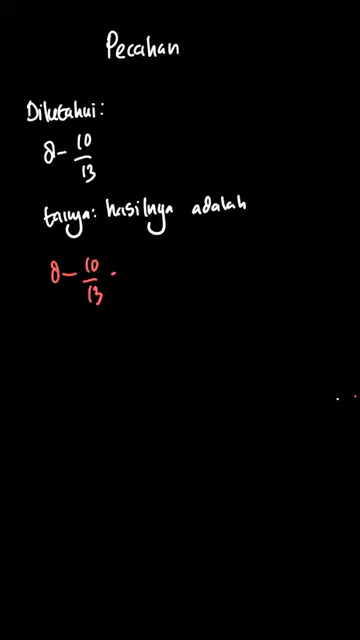 Pecahan
Diketahui:
8 - 10/13
tanya: hasilnya adalah
8 - 10/13 -